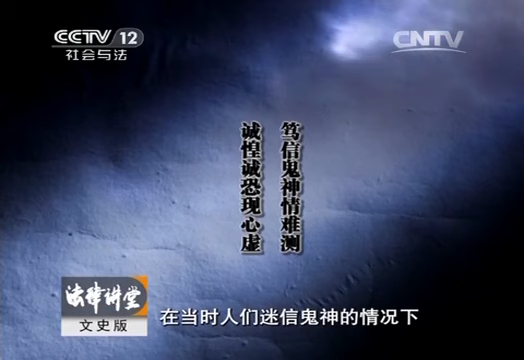 CCTV 12
社会与法
CNTV
笃信鬼神情难测
诚惶诚恐现心虚
法律讲堂
文史版
在当时人们迷信鬼神的情况下